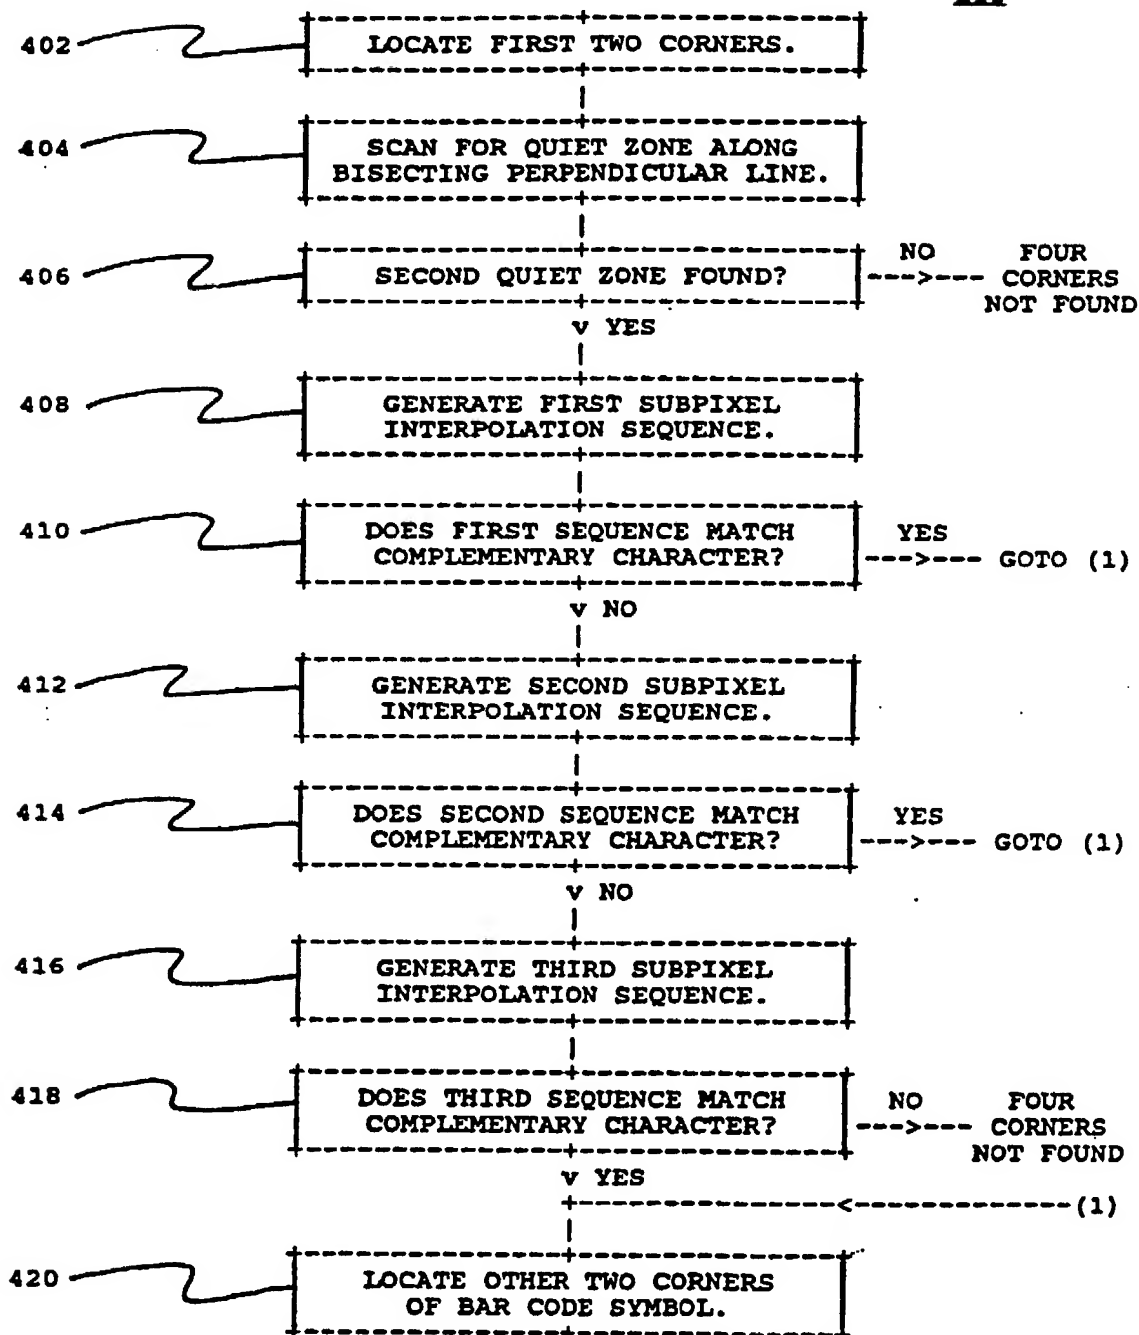 402 LOCATE FIRST TWO CORNERS.
404 SCAN FOR QUIET ZONE ALONG
BISECTING PERPENDICULAR LINE.
406 SECOND QUIET ZONE FOUND?
NO FOUR
CORNERS
NOT FOUND
v YES
408 GENERATE FIRST SUBPIXEL
INTERPOLATION SEQUENCE.
410 DOES FIRST SEQUENCE MATCH
COMPLEMENTARY CHARACTER?
YES
GOTO (1)
v NO
412 GENERATE SECOND SUBPIXEL
INTERPOLATION SEQUENCE.
414 DOES SECOND SEQUENCE MATCH
COMPLEMENTARY CHARACTER?
YES
GOTO (1)
v NO
416 GENERATE THIRD SUBPIXEL
INTERPOLATION SEQUENCE.
418 DOES THIRD SEQUENCE MATCH
COMPLEMENTARY CHARACTER?
NO FOUR
CORNERS
NOT FOUND
v YES
(1)
420 LOCATE OTHER TWO CORNERS
OF BAR CODE SYMBOL.